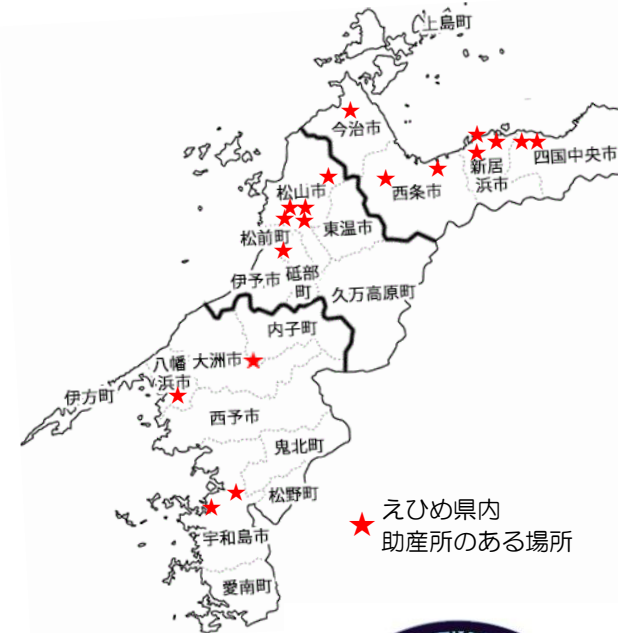 上島町
今治市
四国中央市
新居
浜市
西条市
松山市
東温市
松前町
伊予市
砥部
町
久万高原町
内子町
八幡
浜市
大洲市
伊方町
西予市
鬼北町
松野町
えひめ県内
助産所のある場所
宇和島市
愛南町